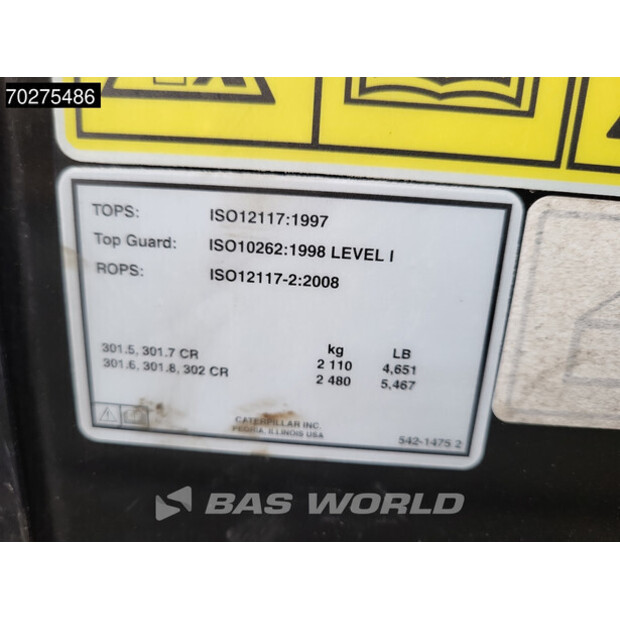 70275486
TOPS: ISO12117:1997
Top Guard: ISO10262:1998 LEVEL I
ROPS: ISO12117-2:2008
kg LB
301.5, 301.7 CR 2 110 4,651
301.6, 301.8, 302 CR 2 480 5,467
CATERPILLAR INC.
PEORIA, ILLINOIS USA
542-1475 2
BAS WORLD